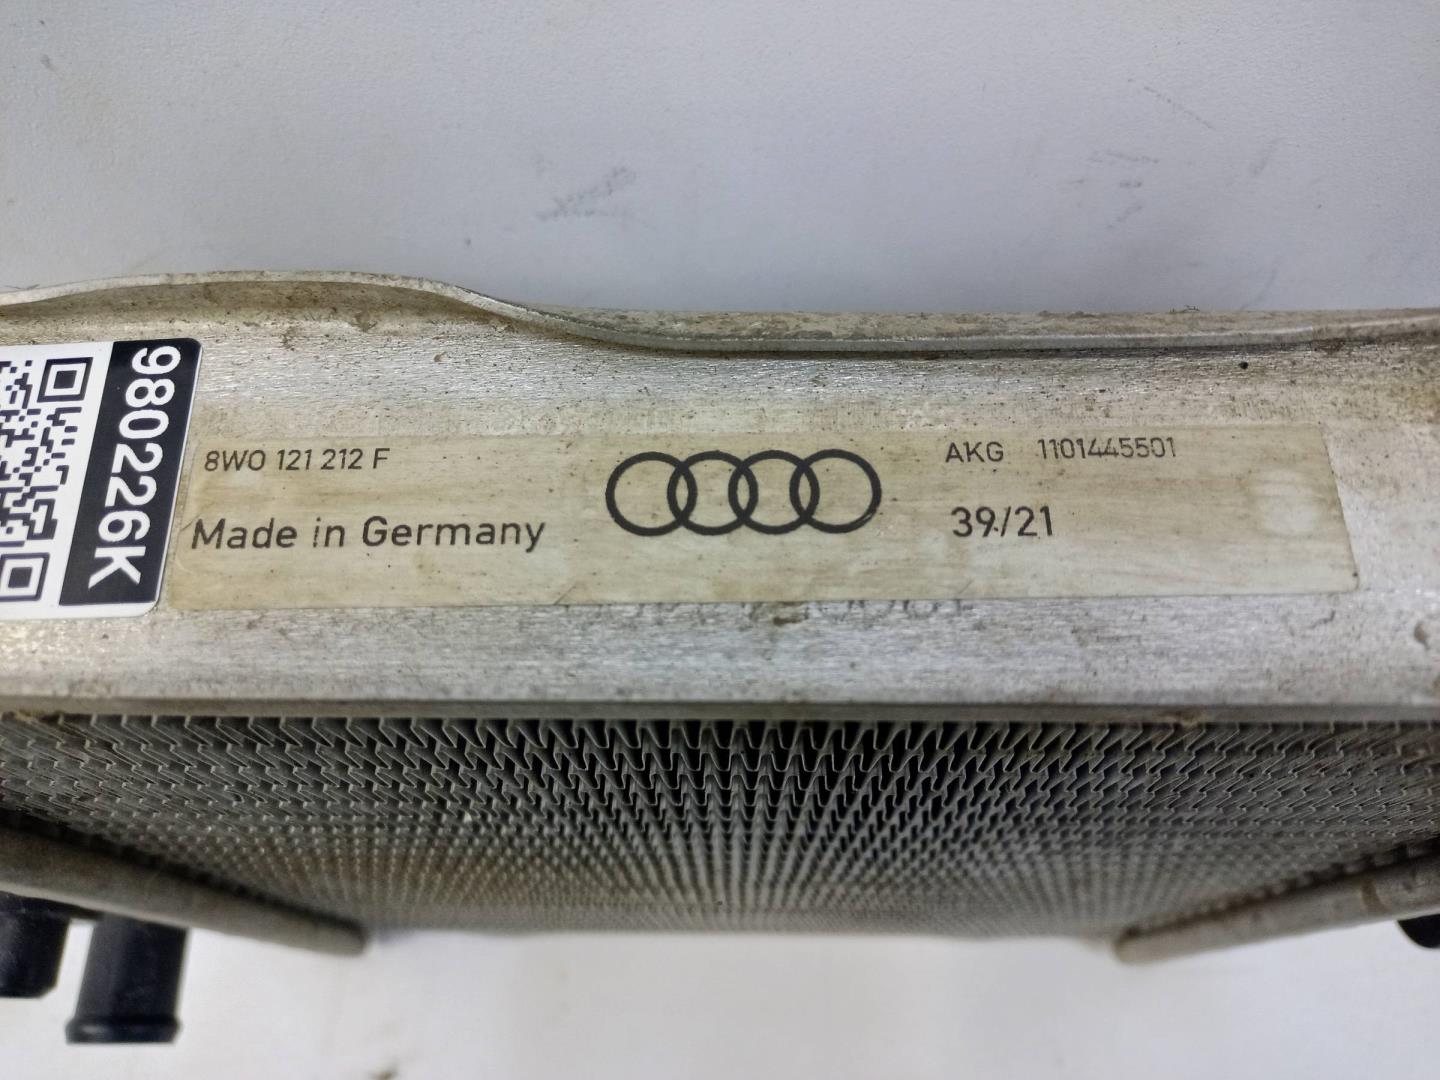 980226K
8W0 121 212 F
Made in Germany
AKG 1101445501
39/21